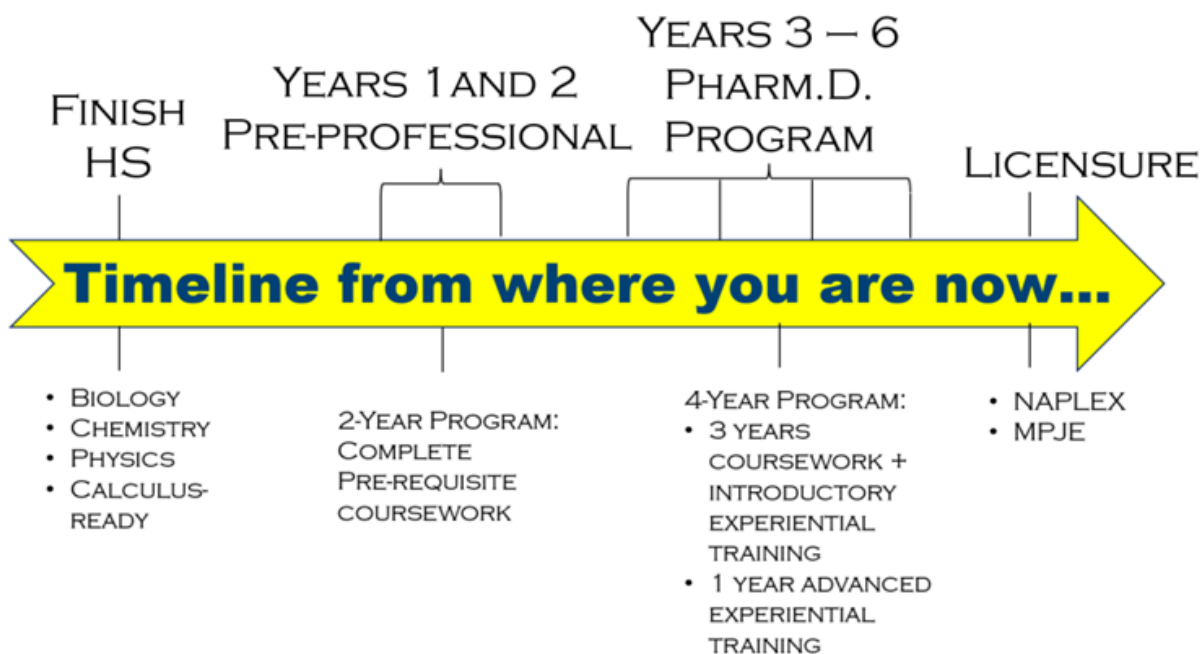 FINISH
HS
YEARS 1 AND 2
PRE-PROFESSIONAL
YEARS 3 – 6
PHARM.D.
PROGRAM
LICENSURE
Timeline from where you are now...
• BIOLOGY
• CHEMISTRY
• PHYSICS
• CALCULUS-
READY
2-YEAR PROGRAM:
COMPLETE
PRE-REQUISITE
COURSEWORK
4-YEAR PROGRAM:
• 3 YEARS
COURSEWORK +
INTRODUCTORY
EXPERIENTIAL
TRAINING
• 1 YEAR ADVANCED
EXPERIENTIAL
TRAINING
• NAPLEX
• MPJE